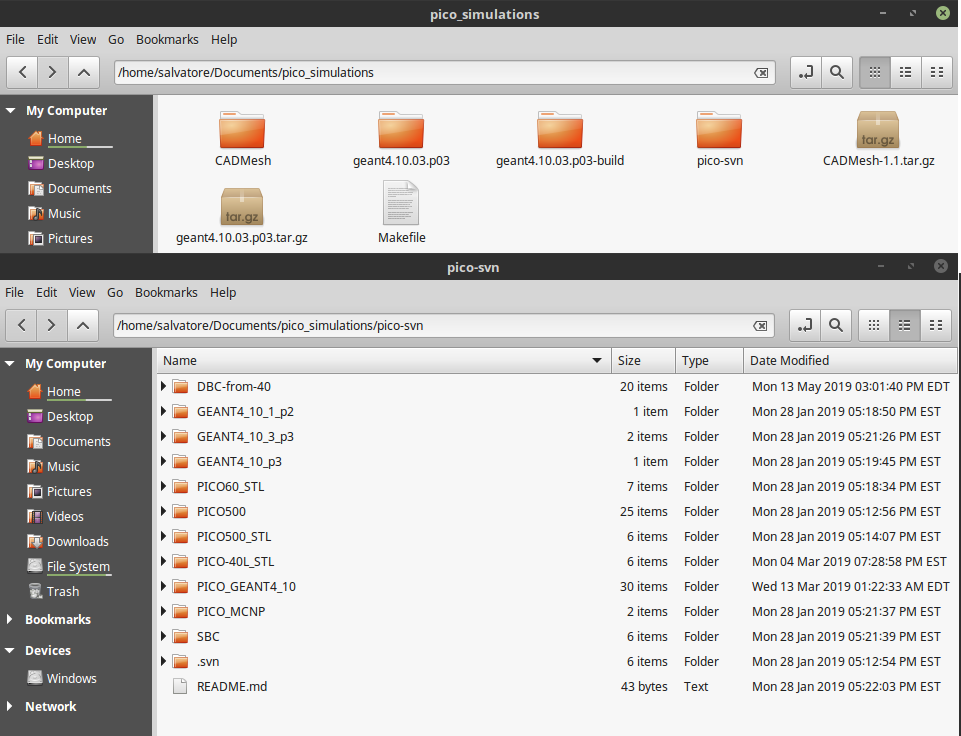 pico_simulations
File Edit View Go Bookmarks Help
/home/salvatore/Documents/pico_simulations
My Computer
Home
Desktop
Documents
Music
Pictures
CADMesh geant4.10.03.p03 geant4.10.03.p03-build pico-svn CADMesh-1.1.tar.gz
tar.gz
tar.gz
geant4.10.03.p03.tar.gz Makefile
pico-svn
File Edit View Go Bookmarks Help
/home/salvatore/Documents/pico_simulations/pico-svn
My Computer
Home
Desktop
Documents
Music
Pictures
Videos
Downloads
File System
Trash
Bookmarks
Devices
Windows
Network
Name Size Type Date Modified
DBC-from-40 20 items Folder Mon 13 May 2019 03:01:40 PM EDT
GEANT4_10_1_p2 1 item Folder Mon 28 Jan 2019 05:18:50 PM EST
GEANT4_10_3_p3 2 items Folder Mon 28 Jan 2019 05:21:26 PM EST
GEANT4_10_p3 1 item Folder Mon 28 Jan 2019 05:19:45 PM EST
PICO60_STL 7 items Folder Mon 28 Jan 2019 05:18:34 PM EST
PICO500 25 items Folder Mon 28 Jan 2019 05:12:56 PM EST
PICO500_STL 6 items Folder Mon 28 Jan 2019 05:14:07 PM EST
PICO-40L_STL 6 items Folder Mon 04 Mar 2019 07:28:58 PM EST
PICO_GEANT4_10 30 items Folder Wed 13 Mar 2019 01:22:33 AM EDT
PICO_MCNP 2 items Folder Mon 28 Jan 2019 05:21:37 PM EST
SBC 6 items Folder Mon 28 Jan 2019 05:21:39 PM EST
.svn 6 items Folder Mon 28 Jan 2019 05:12:54 PM EST
README.md 43 bytes Text Mon 28 Jan 2019 05:22:03 PM EST